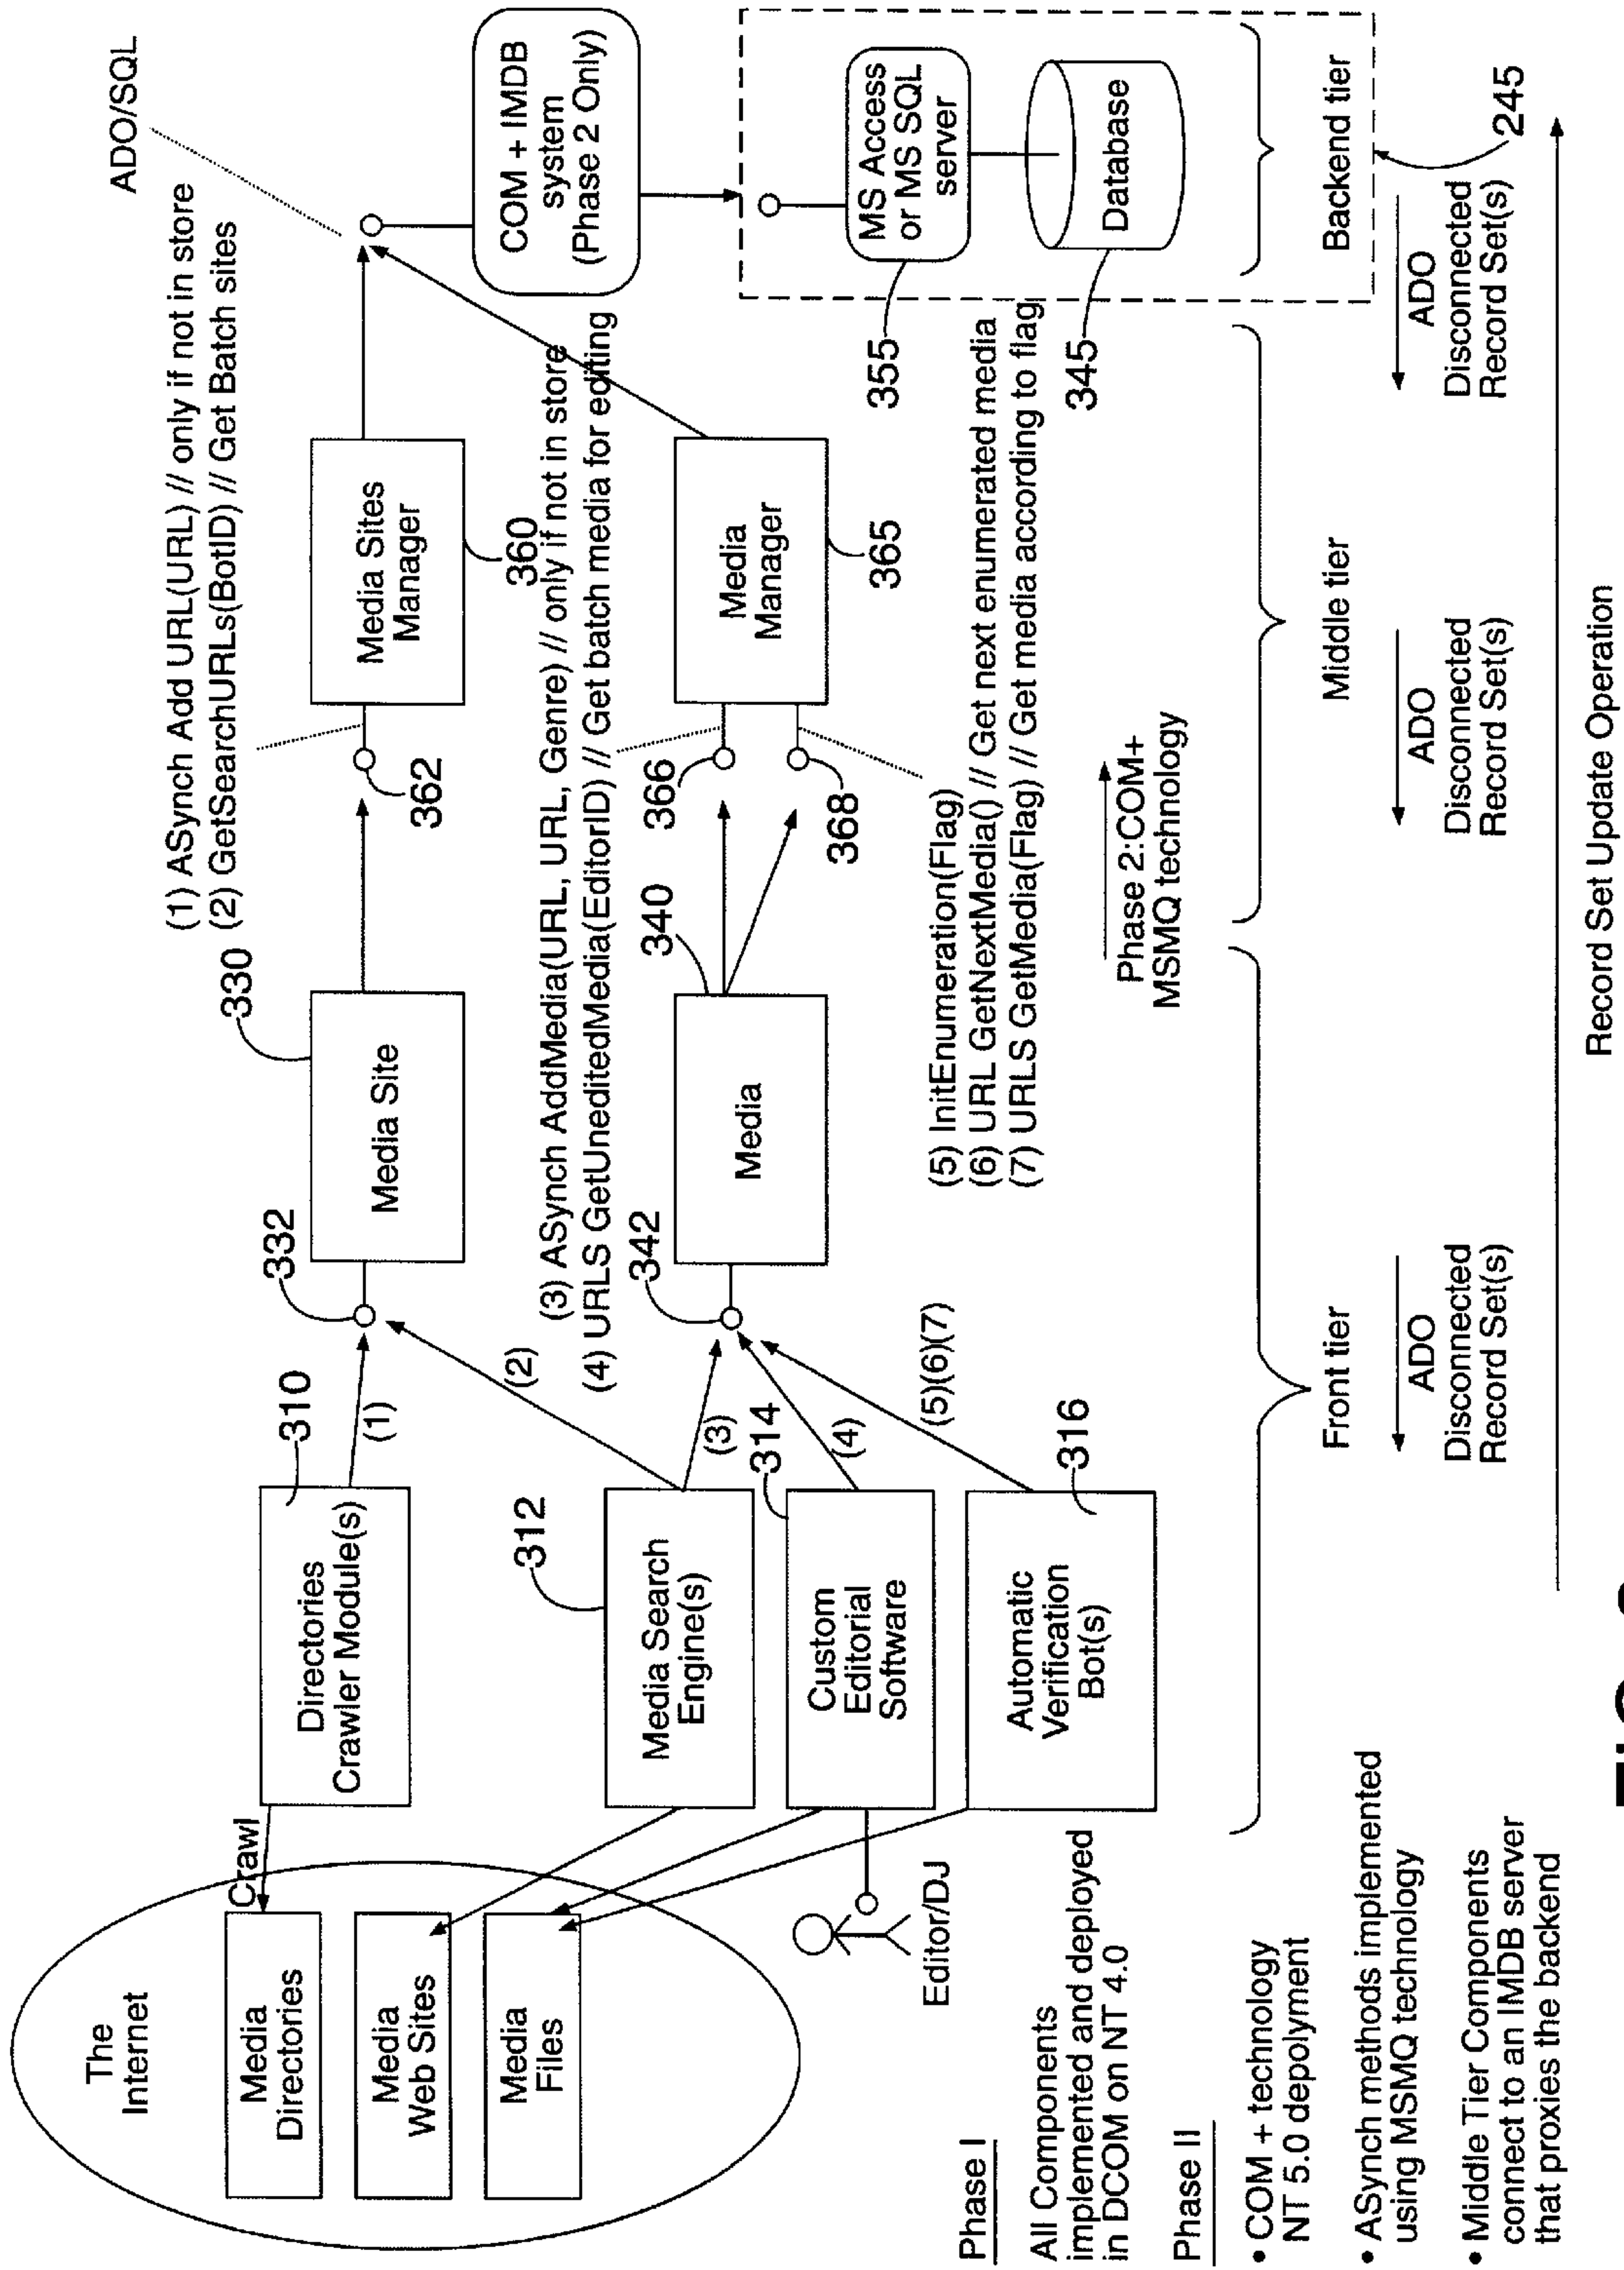 The
Internet
Media
Directories
Media
Web Sites
Media
Files
Crawl
Editor/DJ
310
Directories
Crawler Module(s)
312
Media Search
Engine(s)
314
Custom
Editorial
Software
316
Automatic
Verification
Bot(s)
(1)
(2)
(3)
(4)
(5)(6)(7)
332
330
Media Site
342
340
Media
(1) ASynch Add URL(URL) // only if not in store
(2) GetSearchURLs(BotID) // Get Batch sites
(3) ASynch AddMedia(URL, URL, Genre) // only if not in store
(4) URLS GetUneditedMedia(EditorID) // Get batch media for editing
(5) InitEnumeration(Flag)
(6) URL GetNextMedia() // Get next enumerated media
(7) URLS GetMedia(Flag) // Get media according to flag
362
Media Sites
Manager
360
366
368
Media
Manager
365
ADO/SQL
COM + IMDB
system
(Phase 2 Only)
MS Access
or MS SQL
server
355
Database
345
Backend tier
245
Phase 2:COM+
MSMQ technology
Front tier
Middle tier
ADO
Disconnected
Record Set(s)
ADO
Disconnected
Record Set(s)
ADO
Disconnected
Record Set(s)
Record Set Update Operation
Phase I
All Components
implemented and deployed
in DCOM on NT 4.0
Phase II
• COM + technology
NT 5.0 depolyment
• ASynch methods implemented
using MSMQ technology
• Middle Tier Components
connect to an IMDB server
that proxies the backend